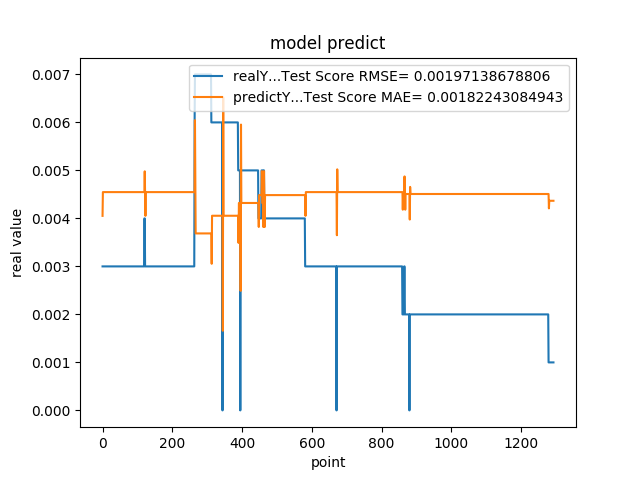 model predict
realY...Test Score RMSE= 0.00197138678806
predictY...Test Score MAE= 0.00182243084943
real value
0.007
0.006
0.005
0.004
0.003
0.002
0.001
0.000
0 200 400 600 800 1000 1200
point